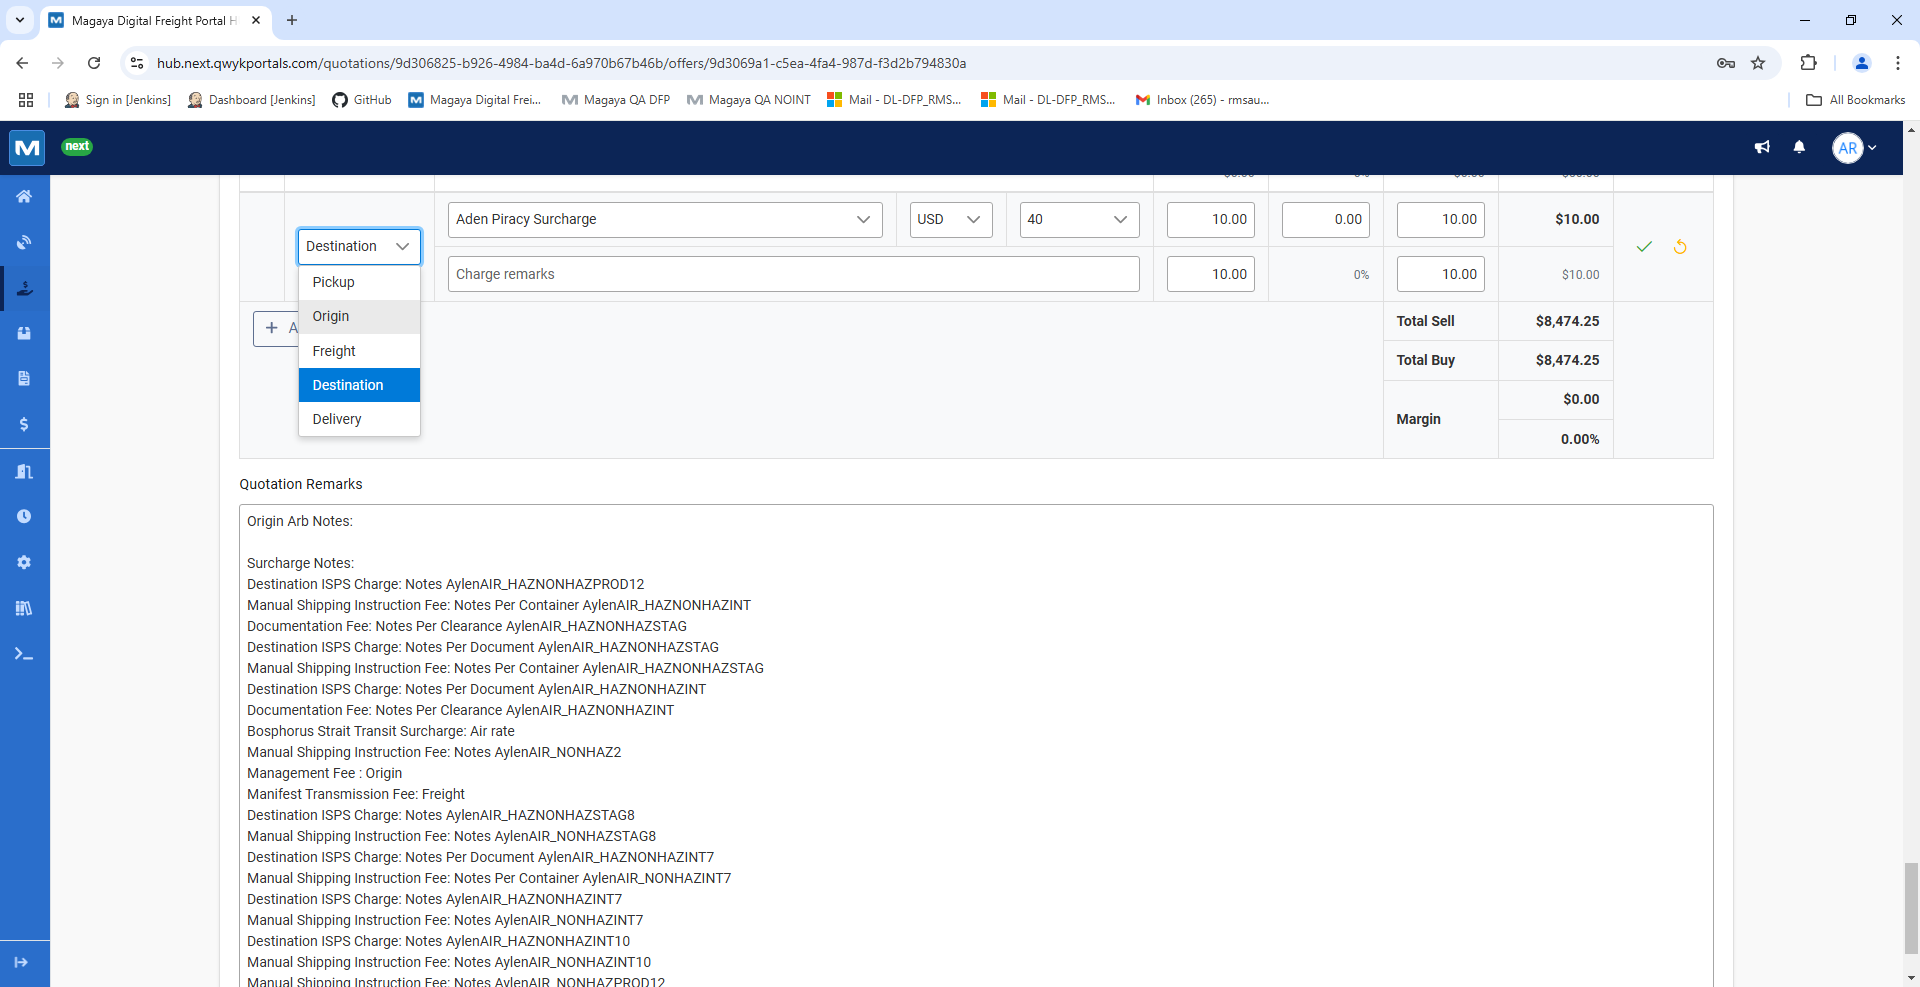 Magaya Digital Freight Portal H
hub.next.qwykportals.com/quotations/9d306825-b926-4984-ba4d-6a970b67b46b/offers/9d3069a1-c5ea-4fa4-987d-f3d2b794830a
Sign in [Jenkins]
Dashboard [Jenkins]
GitHub
Magaya Digital Frei...
Magaya QA DFP
Magaya QA NOINT
Mail - DL-DFP_RMS...
Mail - DL-DFP_RMS...
Inbox (265) - rmsau...
All Bookmarks
next
AR
Aden Piracy Surcharge
USD
40
10.00
0.00
10.00
$10.00
Destination
Charge remarks
10.00
0%
10.00
$10.00
Pickup
Origin
Freight
Destination
Delivery
+ A
Total Sell
$8,474.25
Total Buy
$8,474.25
Margin
$0.00
0.00%
Quotation Remarks
Origin Arb Notes:
Surcharge Notes:
Destination ISPS Charge: Notes AylenAIR_HAZNONHAZPROD12
Manual Shipping Instruction Fee: Notes Per Container AylenAIR_HAZNONHAZINT
Documentation Fee: Notes Per Clearance AylenAIR_HAZNONHAZSTAG
Destination ISPS Charge: Notes Per Document AylenAIR_HAZNONHAZSTAG
Manual Shipping Instruction Fee: Notes Per Container AylenAIR_HAZNONHAZSTAG
Destination ISPS Charge: Notes Per Document AylenAIR_HAZNONHAZINT
Documentation Fee: Notes Per Clearance AylenAIR_HAZNONHAZINT
Bosphorus Strait Transit Surcharge: Air rate
Manual Shipping Instruction Fee: Notes AylenAIR_NONHAZ2
Management Fee : Origin
Manifest Transmission Fee: Freight
Destination ISPS Charge: Notes AylenAIR_HAZNONHAZSTAG8
Manual Shipping Instruction Fee: Notes AylenAIR_NONHAZSTAG8
Destination ISPS Charge: Notes Per Document AylenAIR_HAZNONHAZINT7
Manual Shipping Instruction Fee: Notes Per Container AylenAIR_NONHAZINT7
Destination ISPS Charge: Notes AylenAIR_HAZNONHAZINT7
Manual Shipping Instruction Fee: Notes AylenAIR_NONHAZINT7
Destination ISPS Charge: Notes AylenAIR_HAZNONHAZINT10
Manual Shipping Instruction Fee: Notes AylenAIR_NONHAZINT10
Manual Shipping Instruction Fee: Notes AylenAIR_NONHAZPROD12